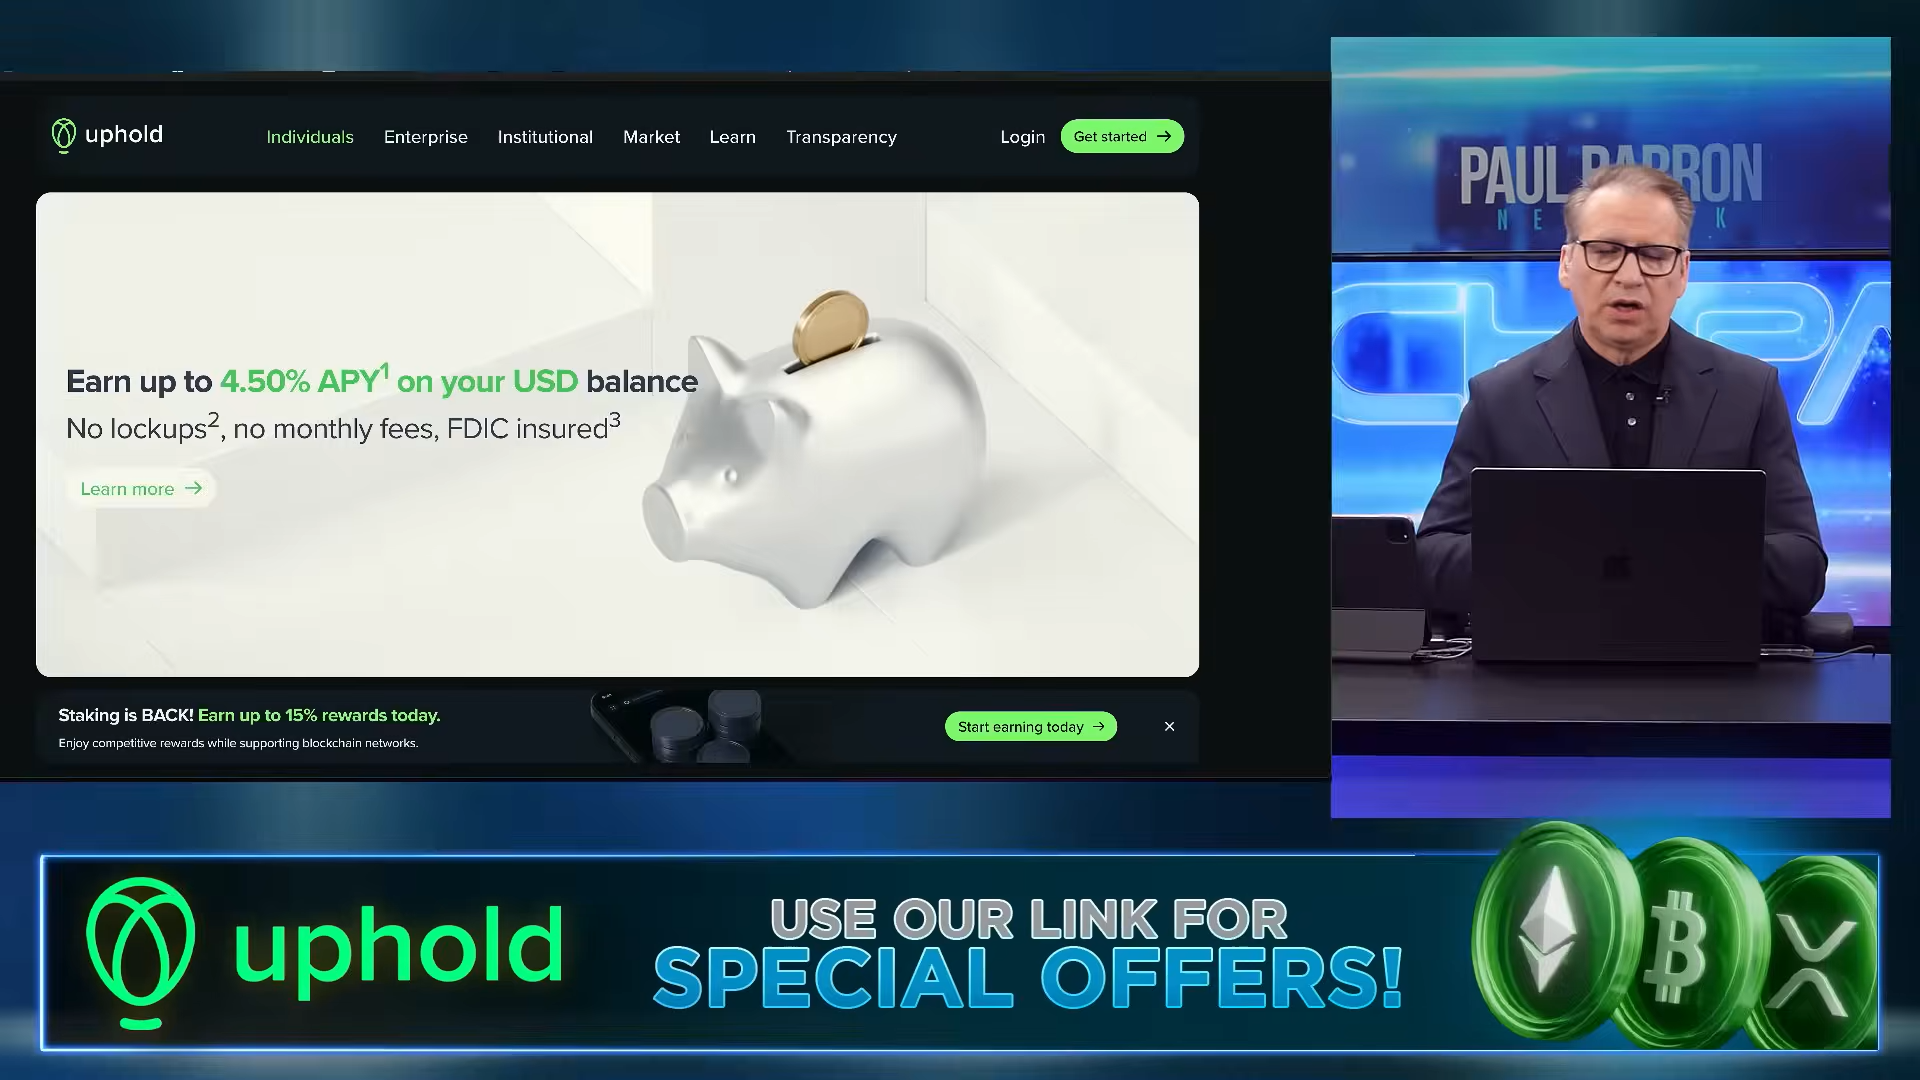 uphold
Individuals Enterprise Institutional Market Learn Transparency Login Get started →
Earn up to 4.50% APY¹ on your USD balance
No lockups², no monthly fees, FDIC insured³
Learn more →
Staking is BACK! Earn up to 15% rewards today.
Enjoy competitive rewards while supporting blockchain networks.
Start earning today →
PAUL BARRON
uphold
USE OUR LINK FOR
SPECIAL OFFERS!